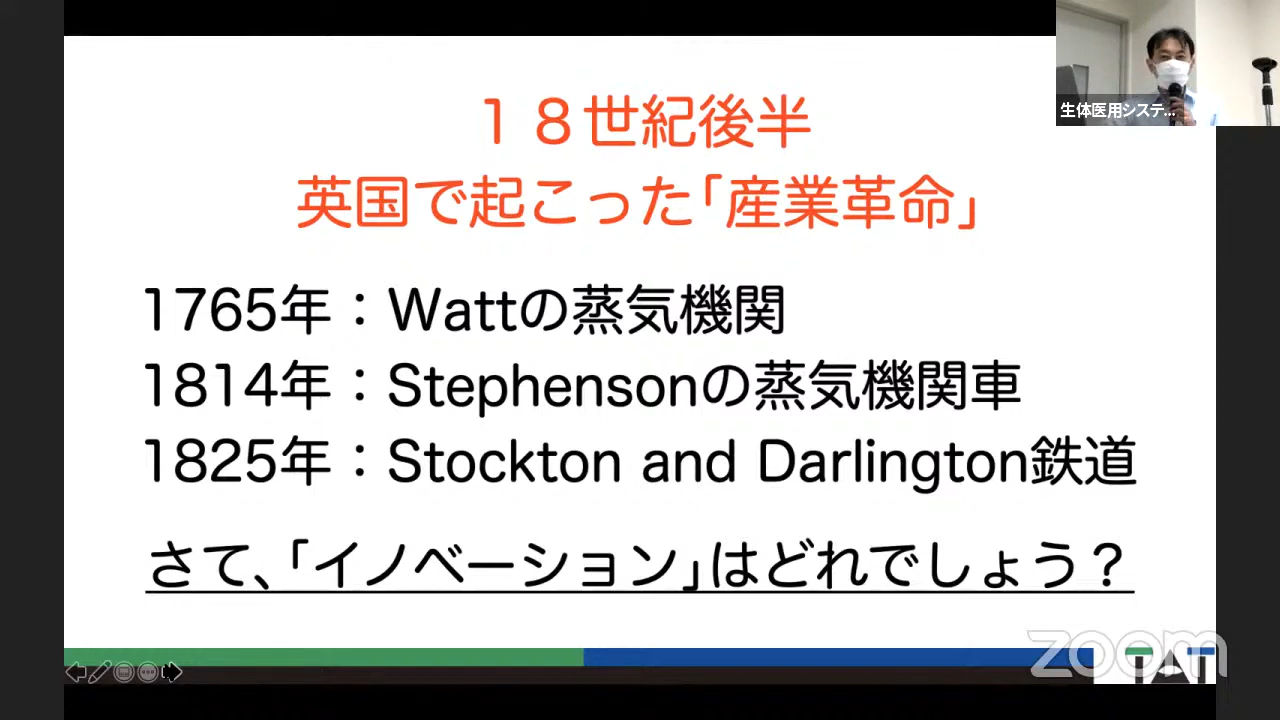 １８世紀後半
英国で起こった｢産業革命｣
1765年：Wattの蒸気機関
1814年：Stephensonの蒸気機関車
1825年：Stockton and Darlington鉄道
さて､｢イノベーション｣はどれでしょう？
生体医用システ...
zoom